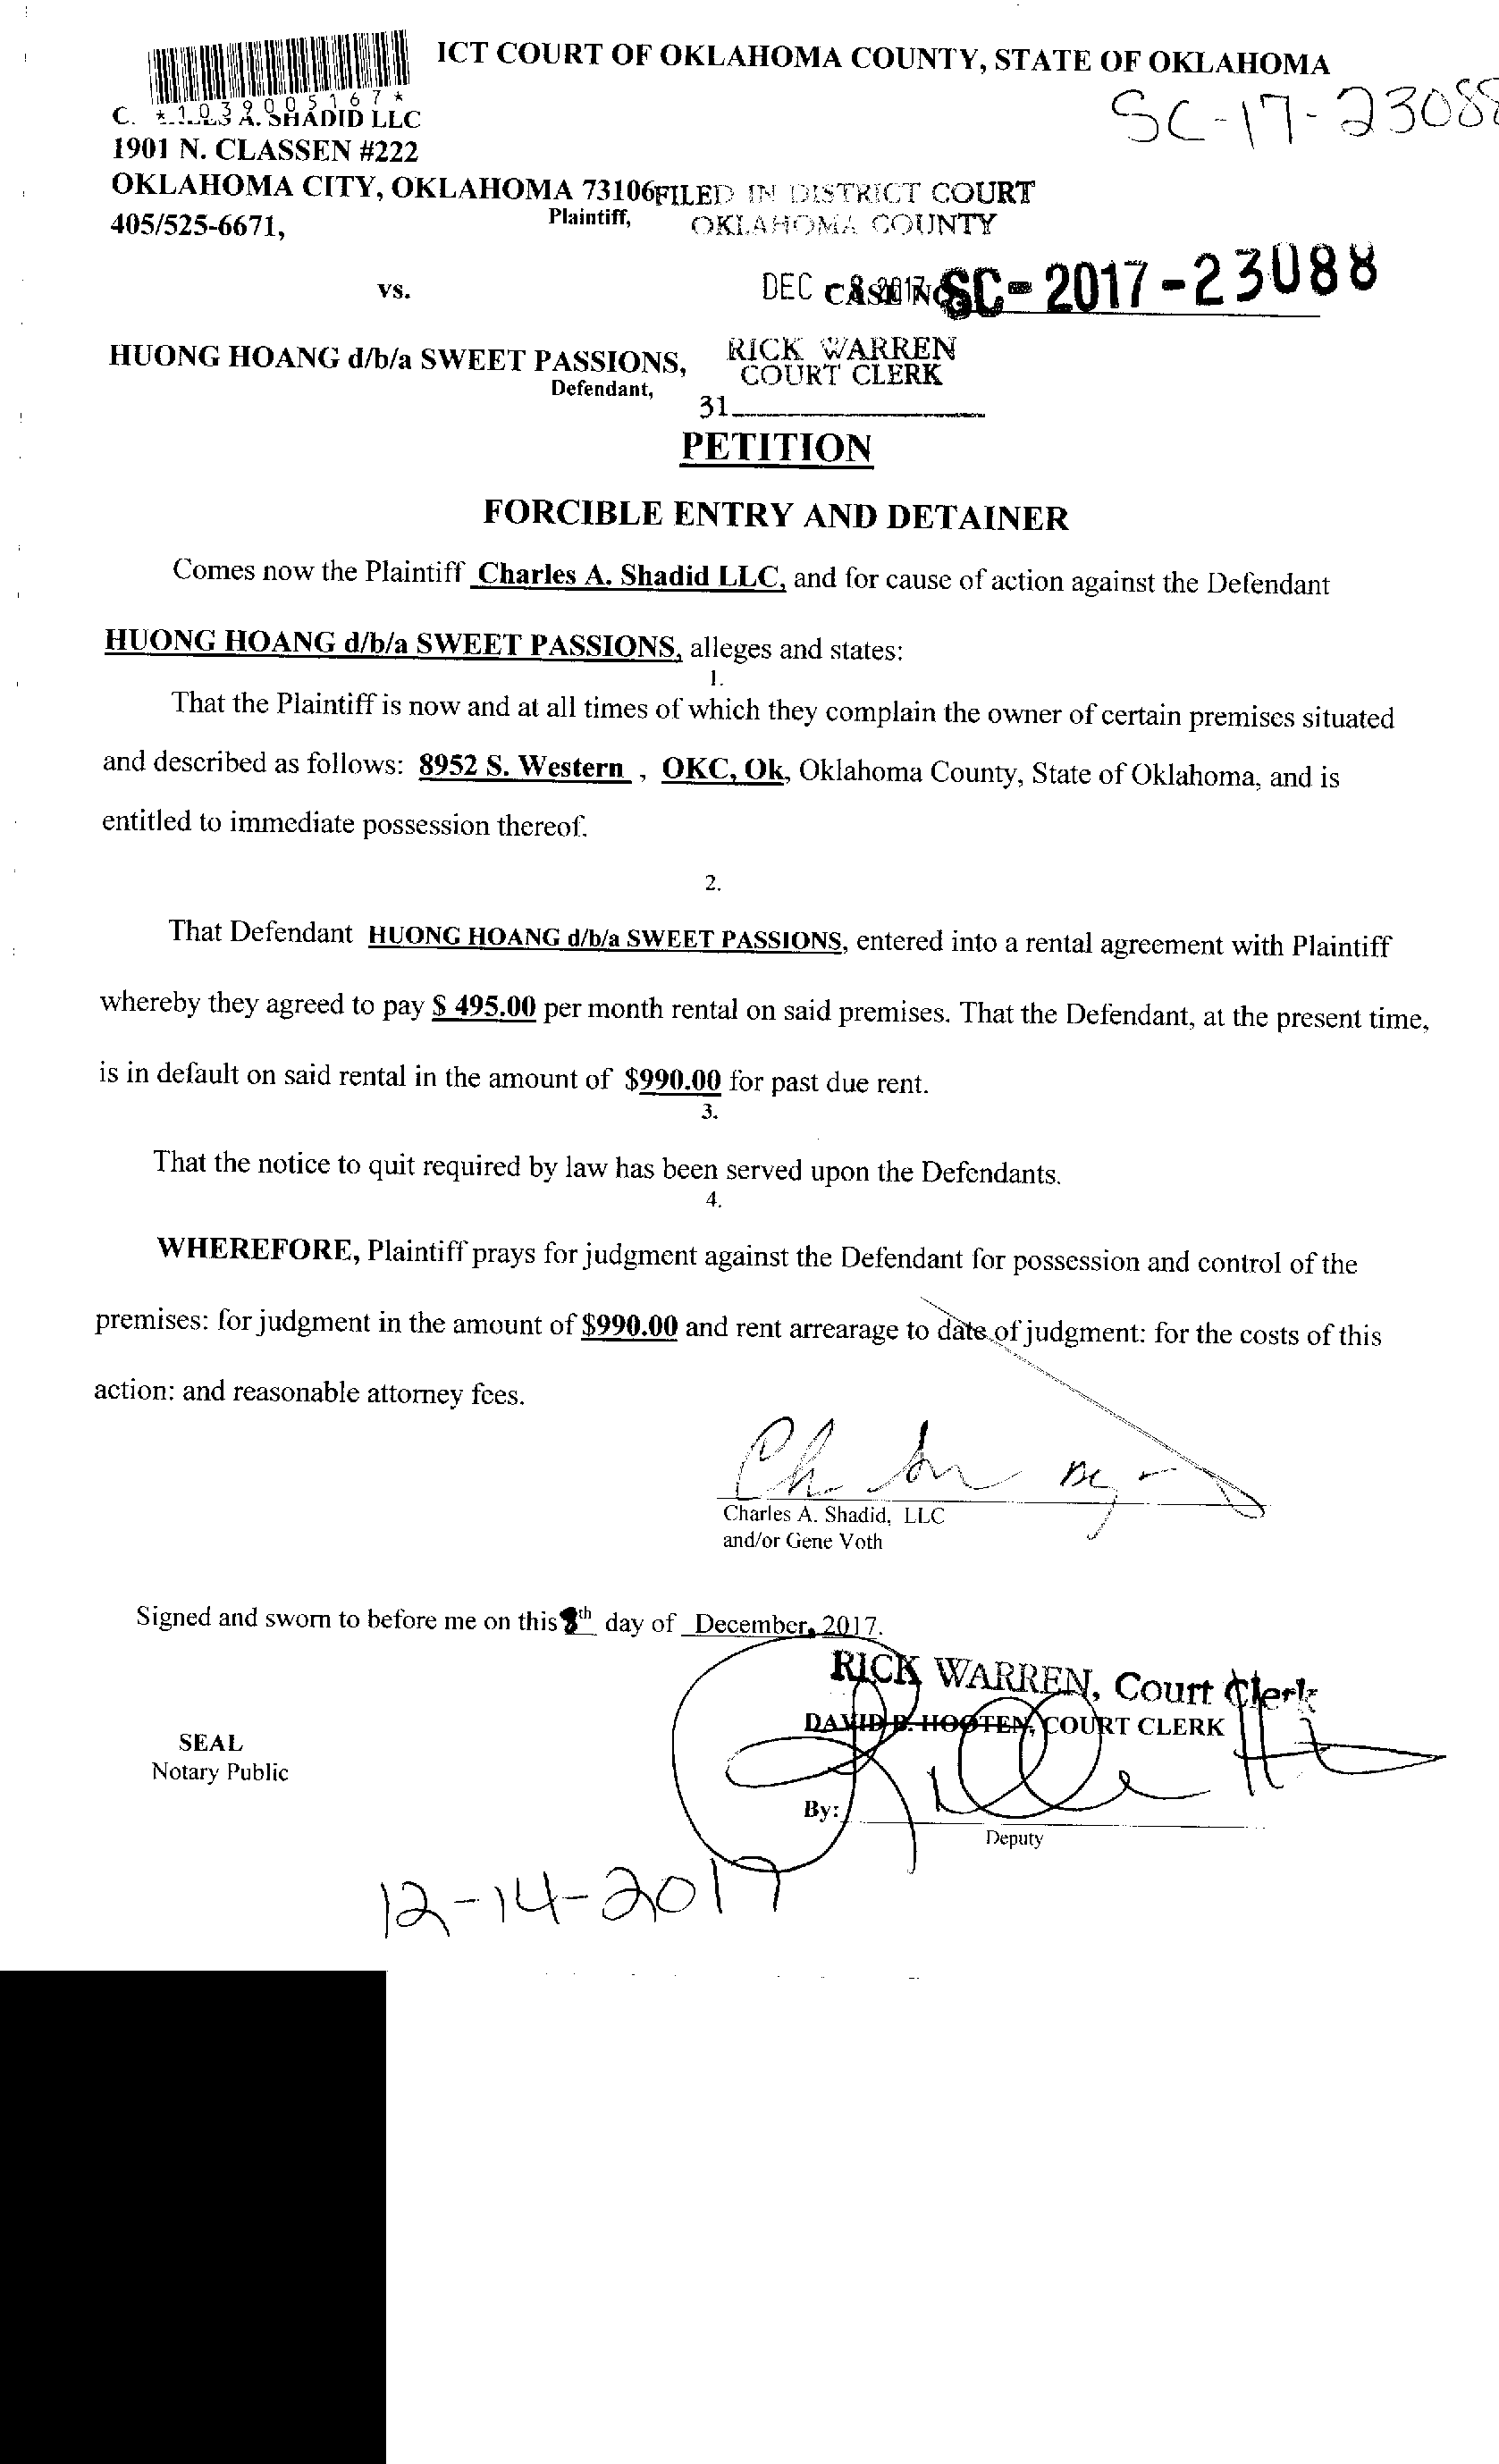 ICT COURT OF OKLAHOMA COUNTY, STATE OF OKLAHOMA
*1039005167*
SC-17-23088
C. A. SHADID LLC
1901 N. CLASSEN #222
OKLAHOMA CITY, OKLAHOMA 73106
FILED IN DISTRICT COURT
405/525-6671,
Plaintiff,
OKLAHOMA COUNTY
vs.
DEC 8 2017
CASE NO. SC-2017-23088
HUONG HOANG d/b/a SWEET PASSIONS,
RICK WARREN
Defendant,
COURT CLERK
31
PETITION
FORCIBLE ENTRY AND DETAINER
Comes now the Plaintiff Charles A. Shadid LLC, and for cause of action against the Defendant
HUONG HOANG d/b/a SWEET PASSIONS, alleges and states:
1.
That the Plaintiff is now and at all times of which they complain the owner of certain premises situated
and described as follows: 8952 S. Western , OKC, Ok, Oklahoma County, State of Oklahoma, and is
entitled to immediate possession thereof.
2.
That Defendant HUONG HOANG d/b/a SWEET PASSIONS, entered into a rental agreement with Plaintiff
whereby they agreed to pay $ 495.00 per month rental on said premises. That the Defendant, at the present time,
is in default on said rental in the amount of $990.00 for past due rent.
3.
That the notice to quit required by law has been served upon the Defendants.
4.
WHEREFORE, Plaintiff prays for judgment against the Defendant for possession and control of the
premises: for judgment in the amount of $990.00 and rent arrearage to date of judgment: for the costs of this
action: and reasonable attorney fees.
Charles A. Shadid, LLC
and/or Gene Voth
Signed and sworn to before me on this 8th day of December, 2017.
RICK WARREN, Court Clerk
DAVID B. HOOTEN, COURT CLERK
SEAL
Notary Public
By:
Deputy
12-14-2017